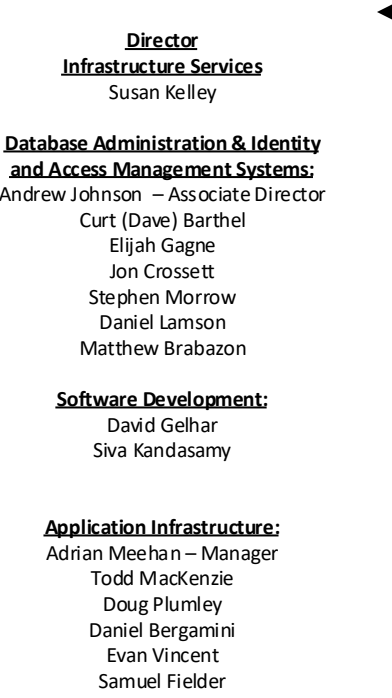 Director
Infrastructure Services
Susan Kelley
Database Administration & Identity
and Access Management Systems:
Andrew Johnson – Associate Director
Curt (Dave) Barthel
Elijah Gagne
Jon Crossett
Stephen Morrow
Daniel Lamson
Matthew Brabazon
Software Development:
David Gelhar
Siva Kandasamy
Application Infrastructure:
Adrian Meehan – Manager
Todd MacKenzie
Doug Plumley
Daniel Bergamini
Evan Vincent
Samuel Fielder